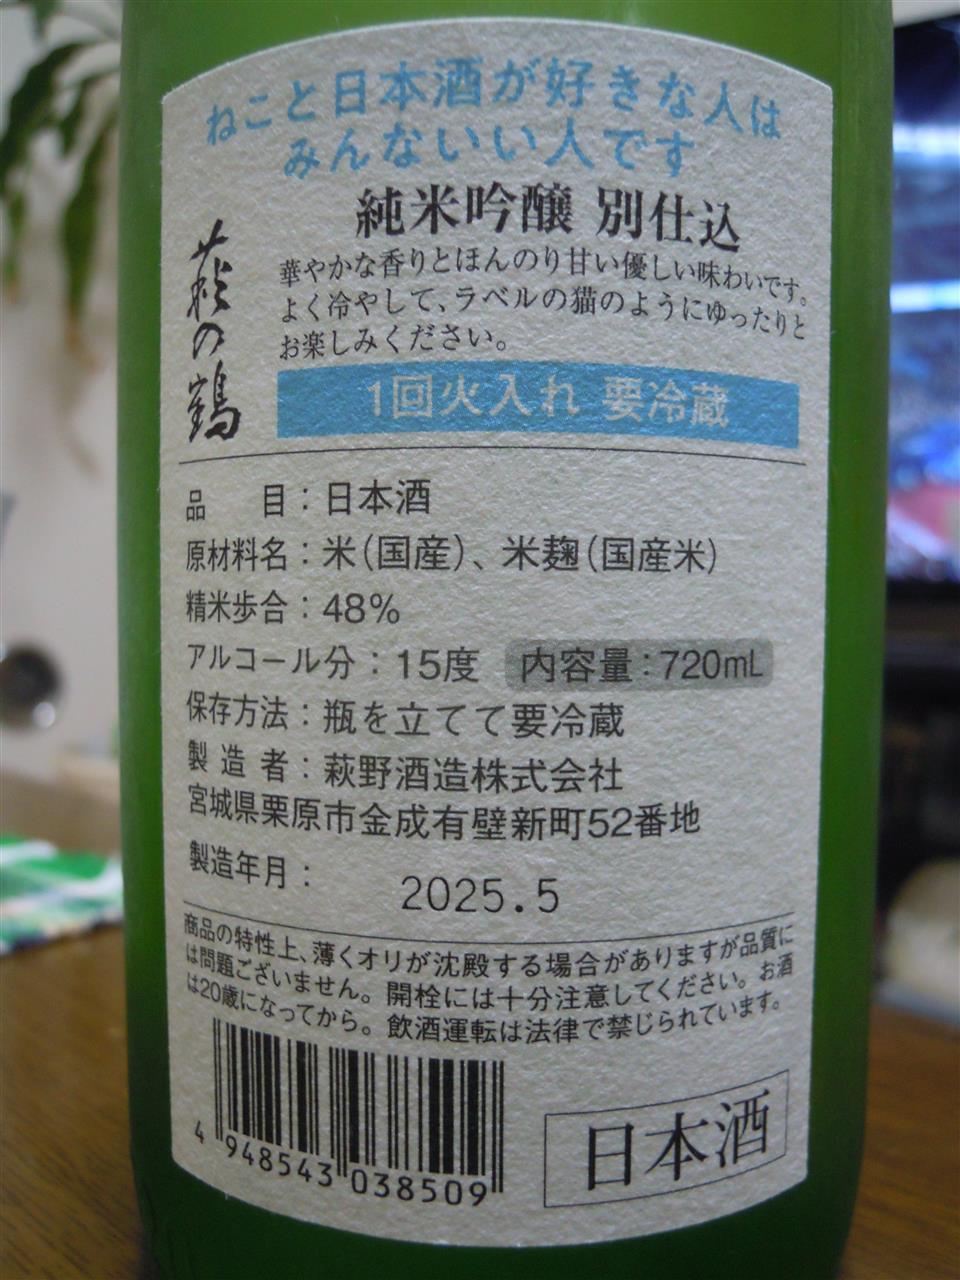 ねこと日本酒が好きな人は
みんないい人です
純米吟醸 別仕込
萩の鶴
華やかな香りとほんのり甘い優しい味わいです。
よく冷やして、ラベルの猫のようにゆったりと
お楽しみください。
1回火入れ 要冷蔵
品　目：日本酒
原材料名：米(国産)、米麹(国産米)
精米歩合：48%
アルコール分：15度 内容量：720mL
保存方法：瓶を立てて要冷蔵
製造者：萩野酒造株式会社
宮城県栗原市金成有壁新町52番地
製造年月：
2025.5
商品の特性上、薄くオリが沈殿する場合がありますが品質に
は問題ございません。開栓には十分注意してください。お酒
は20歳になってから。飲酒運転は法律で禁じられています。
4 948543 038509
日本酒